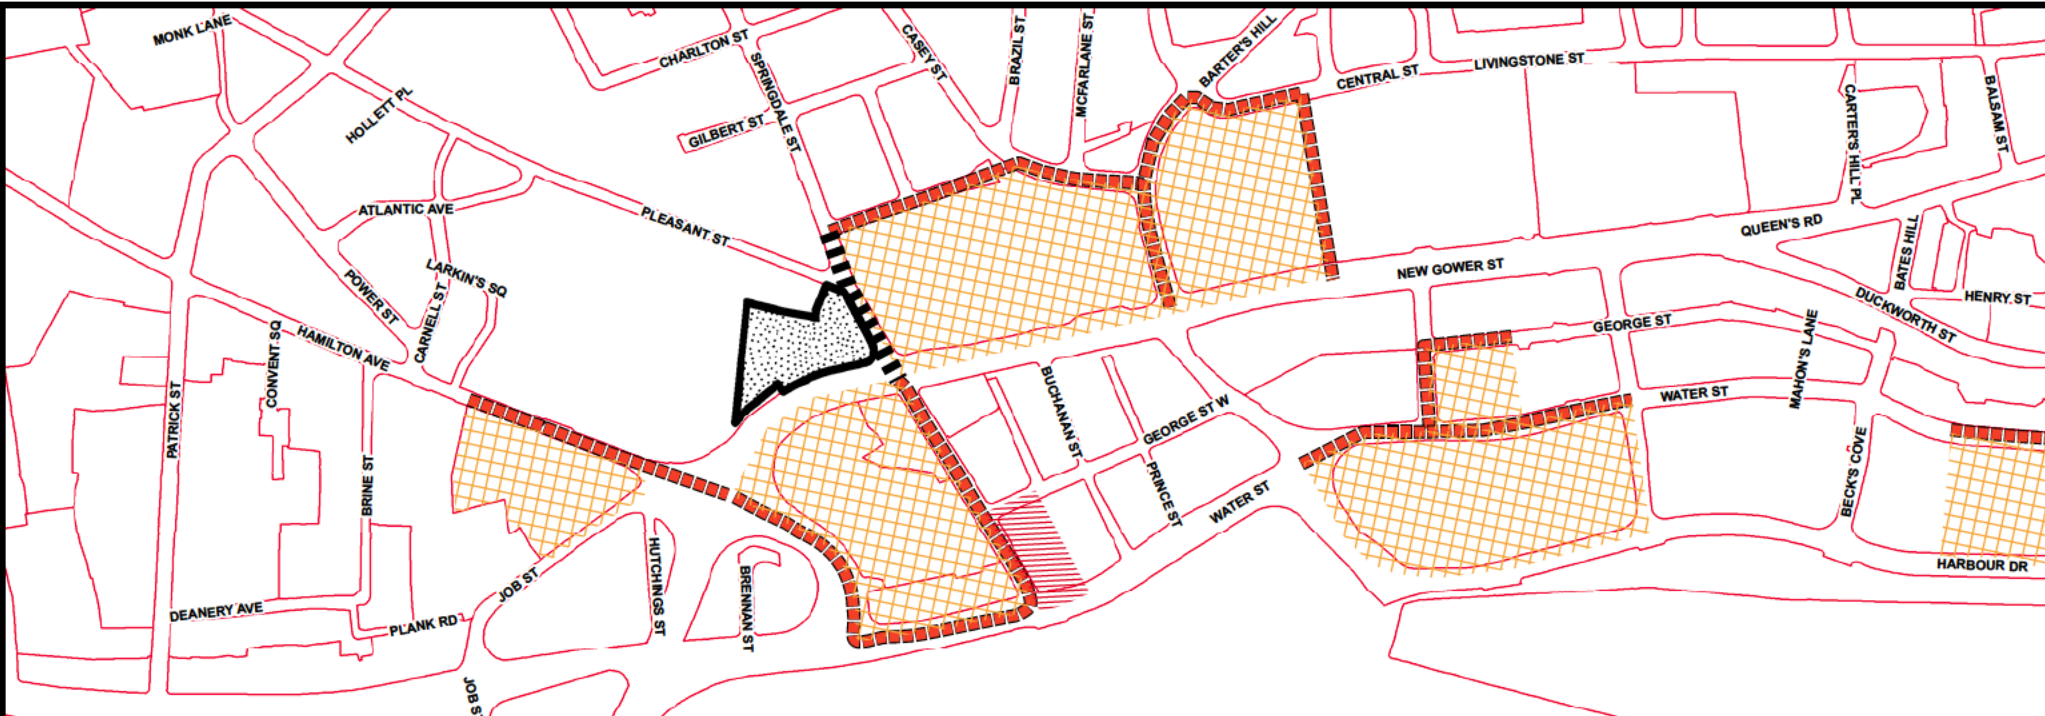 MONK LANE
CHARLTON ST
CASEY ST
BRAZIL ST
MCFARLANE ST
BARTER'S HILL
CENTRAL ST
LIVINGSTONE ST
HOLLETT PL
SPRINGDALE ST
GILBERT ST
CARTER'S HILL PL
BALSAM ST
ATLANTIC AVE
PLEASANT ST
QUEEN'S RD
BATES HILL
LARKIN'S SQ
POWER ST
CARNELL ST
NEW GOWER ST
HENRY ST
DUCKWORTH ST
GEORGE ST
HAMILTON AVE
CONVENT SQ
PATRICK ST
MAHON'S LANE
WATER ST
BUCHANAN ST
GEORGE ST W
BRINE ST
PRINCE ST
WATER ST
BECK'S COVE
HUTCHINGS ST
BRENNAN ST
JOB ST
HARBOUR DR
DEANERY AVE
PLANK RD
JOB S